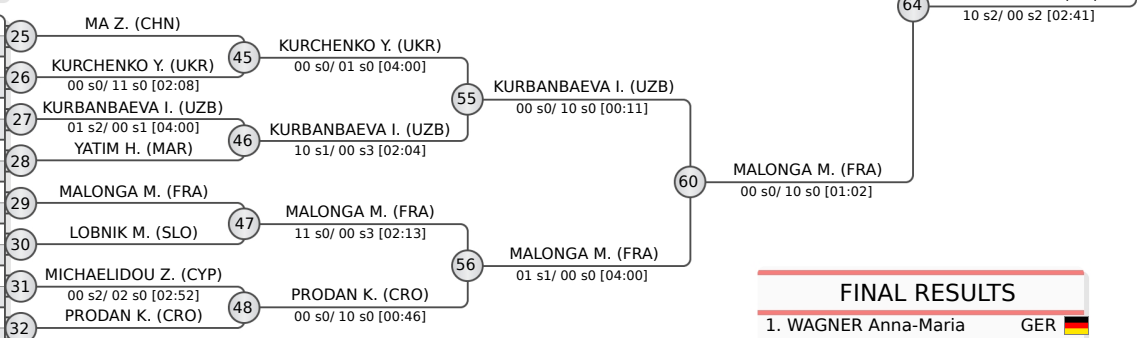 64
10 s2/ 00 s2 [02:41]
25
MA Z. (CHN)
45
KURCHENKO Y. (UKR)
00 s0/ 01 s0 [04:00]
26
KURCHENKO Y. (UKR)
00 s0/ 11 s0 [02:08]
55
KURBANBAEVA I. (UZB)
00 s0/ 10 s0 [00:11]
27
KURBANBAEVA I. (UZB)
01 s2/ 00 s1 [04:00]
46
KURBANBAEVA I. (UZB)
10 s1/ 00 s3 [02:04]
28
YATIM H. (MAR)
60
MALONGA M. (FRA)
00 s0/ 10 s0 [01:02]
29
MALONGA M. (FRA)
47
MALONGA M. (FRA)
11 s0/ 00 s3 [02:13]
30
LOBNIK M. (SLO)
56
MALONGA M. (FRA)
01 s1/ 00 s0 [04:00]
31
MICHAELIDOU Z. (CYP)
00 s2/ 02 s0 [02:52]
48
PRODAN K. (CRO)
00 s0/ 10 s0 [00:46]
32
PRODAN K. (CRO)
FINAL RESULTS
1. WAGNER Anna-Maria GER